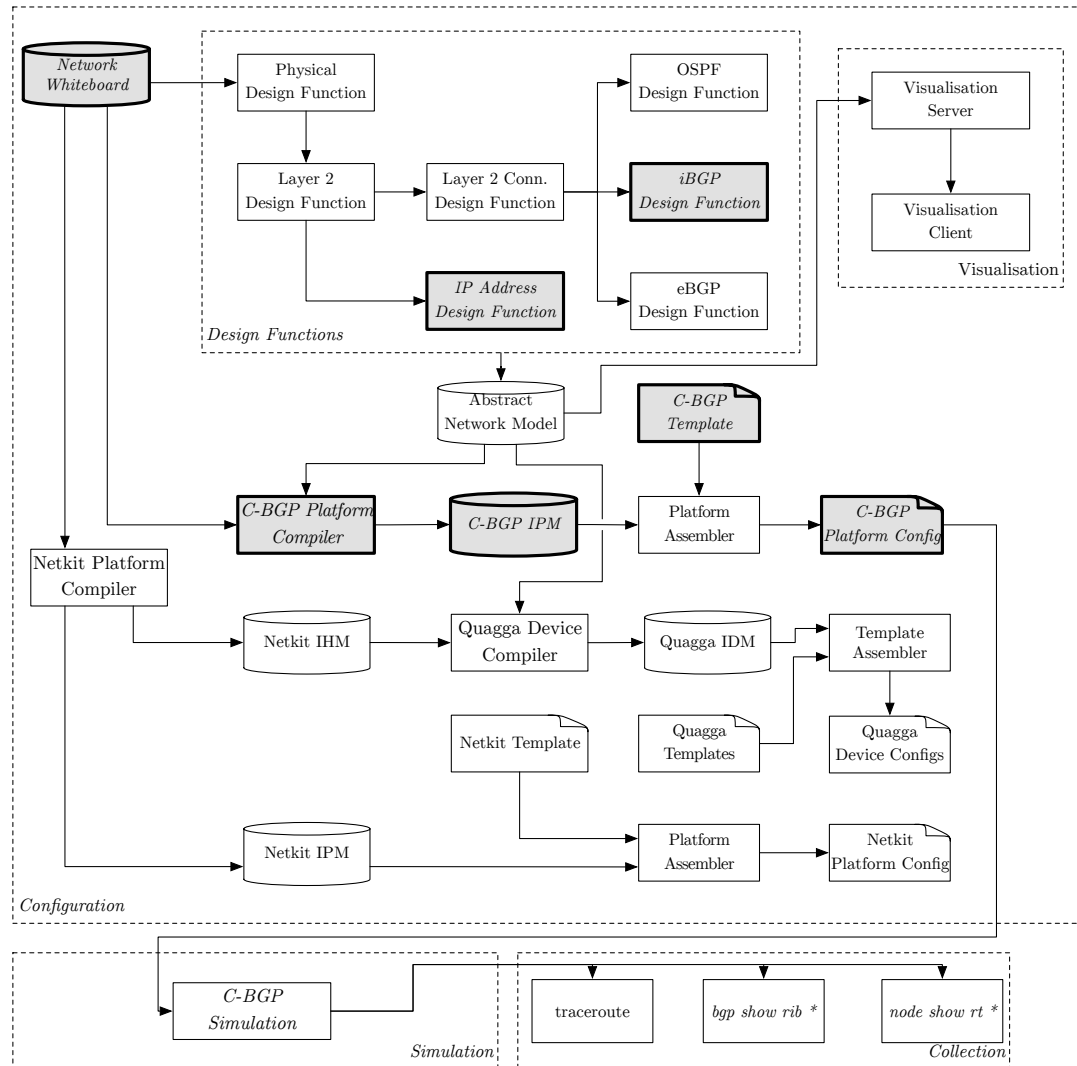 Network
Whiteboard
Physical
Design Function
OSPF
Design Function
Visualisation
Server
Layer 2
Design Function
Layer 2 Conn.
Design Function
iBGP
Design Function
Visualisation
Client
Visualisation
IP Address
Design Function
eBGP
Design Function
Design Functions
Abstract
Network Model
C-BGP
Template
C-BGP Platform
Compiler
C-BGP IPM
Platform
Assembler
C-BGP
Platform Config
Netkit Platform
Compiler
Netkit IHM
Quagga Device
Compiler
Quagga IDM
Template
Assembler
Netkit Template
Quagga
Templates
Quagga
Device Configs
Netkit IPM
Platform
Assembler
Netkit
Platform Config
Configuration
C-BGP
Simulation
traceroute
bgp show rib *
node show rt *
Simulation
Collection